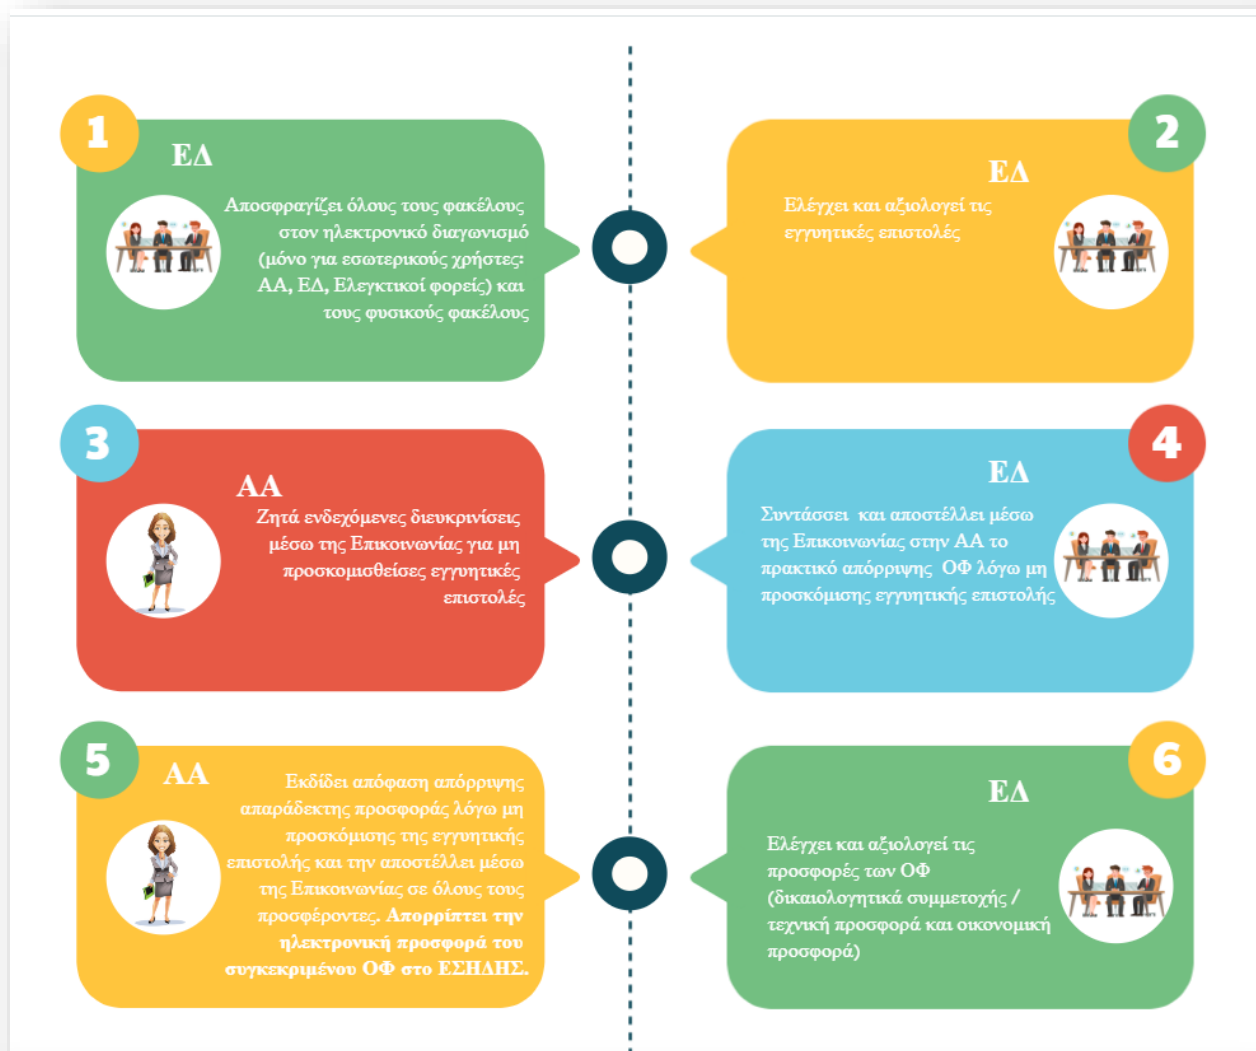 1
ΕΔ
Αποσφραγίζει όλους τους φακέλους
στον ηλεκτρονικό διαγωνισμό
(μόνο για εσωτερικούς χρήστες:
ΑΑ, ΕΔ, Ελεγκτικοί φορείς) και
τους φυσικούς φακέλους
2
ΕΔ
Ελέγχει και αξιολογεί τις
εγγυητικές επιστολές
3
ΑΑ
Ζητά ενδεχόμενες διευκρινίσεις
μέσω της Επικοινωνίας για μη
προσκομισθείσες εγγυητικές
επιστολές
4
ΕΔ
Συντάσσει και αποστέλλει μέσω
της Επικοινωνίας στην ΑΑ το
πρακτικό απόρριψης ΟΦ λόγω μη
προσκόμισης εγγυητικής επιστολής
5
ΑΑ
Εκδίδει απόφαση απόρριψης
απαράδεκτης προσφοράς λόγω μη
προσκόμισης της εγγυητικής
επιστολής και την αποστέλλει μέσω
της Επικοινωνίας σε όλους τους
προσφέροντες. Απορρίπτει την
ηλεκτρονική προσφορά του
συγκεκριμένου ΟΦ στο ΕΣΗΔΗΣ.
6
ΕΔ
Ελέγχει και αξιολογεί τις
προσφορές των ΟΦ
(δικαιολογητικά συμμετοχής /
τεχνική προσφορά και οικονομική
προσφορά)